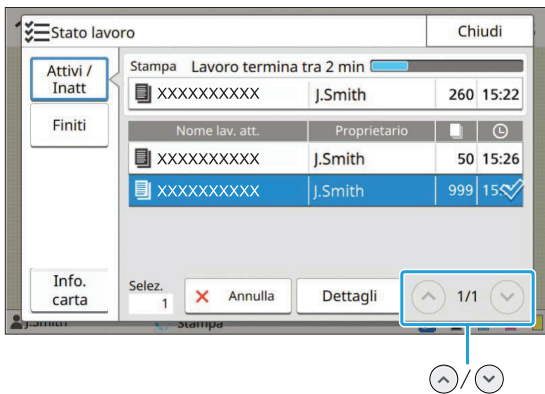 Stato lavoro
Chiudi
Attivi /
Inatt
Finiti
Info.
carta
Stampa Lavoro termina tra 2 min
XXXXXXXXXX J.Smith 260 15:22
Nome lav. att. Proprietario
XXXXXXXXXX J.Smith 50 15:26
XXXXXXXXXX J.Smith 999 15:
Selez.
1
Annulla
Dettagli
1/1
J.Smith Stampa
/